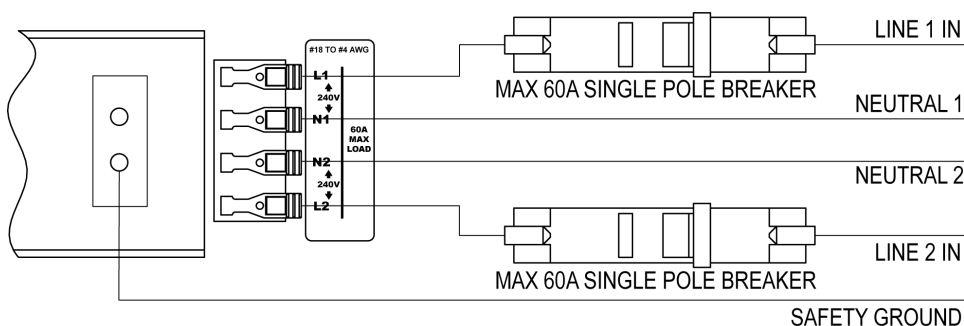 LINE 1 IN
#18 TO #4 AWG
L1
MAX 60A SINGLE POLE BREAKER
240V
NEUTRAL 1
N1
60A
MAX
LOAD
N2
NEUTRAL 2
240V
L2
LINE 2 IN
MAX 60A SINGLE POLE BREAKER
SAFETY GROUND